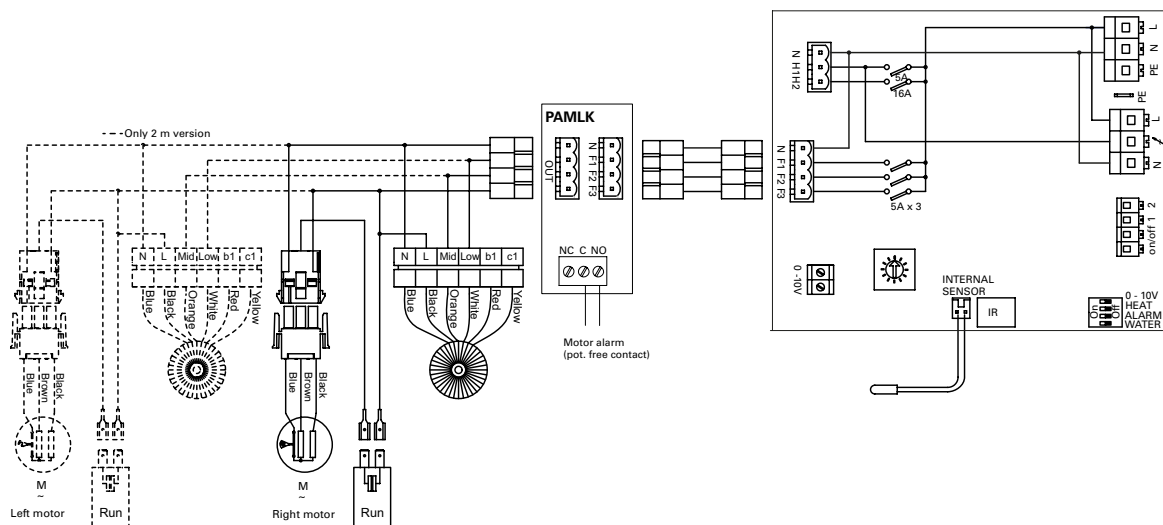 ---Only 2 m version
N L Mid Low b1 c1
Blue
Black
Orange
White
Red
Yellow
Blue
Brown
Black
M
~
Left motor
Run
N L Mid Low b1 c1
Blue
Black
Orange
White
Red
Yellow
Blue
Brown
Black
M
~
Right motor
Run
PAMLK
OUT
N F1 F2 F3
NC C NO
Motor alarm
(pot. free contact)
N H1 H2
5A
16A
N F1 F2 F3
5A x 3
L
N
PE
PE
L
N
on/off 1 2
0 -10V
INTERNAL
SENSOR
IR
On
Off
0 - 10V
HEAT
ALARM
WATER